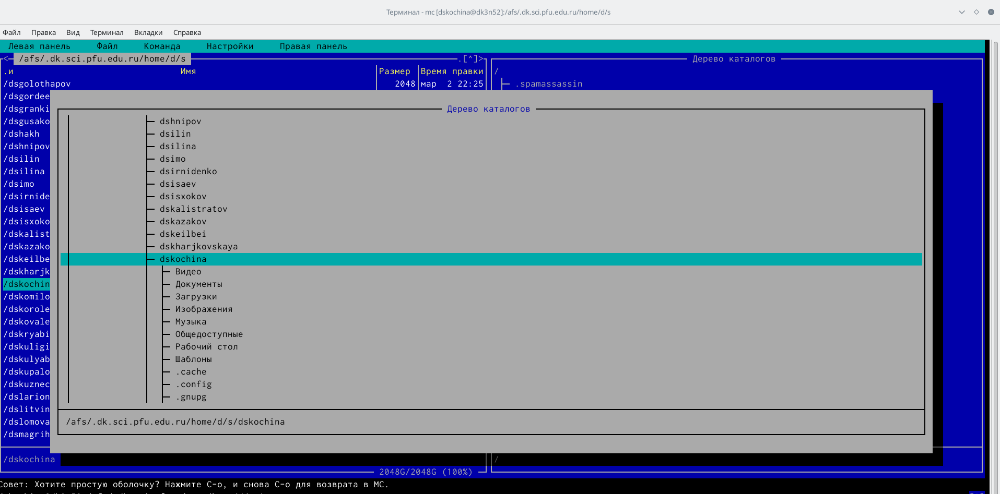 Терминал - mc [dskochina@dk3n52]:/afs/.dk.sci.pfu.edu.ru/home/d/s
Файл Правка Вид Терминал Вкладки Справка
Левая панель Файл Команда Настройки Правая панель
<- /afs/.dk.sci.pfu.edu.ru/home/d/s .[^]> Дерево каталогов
.и Имя Размер Время правки /
/dsgolothapov 2048 мар 2 22:25 .spamassassin
/dsgordee
/dsgranki Дерево каталогов
/dsgusako dshnipov
/dshakh dsilin
/dshnipov dsilina
/dsilin dsimo
/dsilina dsirnidenko
/dsimo dsisaev
/dsirnide dsisxokov
/dsisaev dskalistratov
/dsisxoko dskazakov
/dskalist dskeilbei
/dskazako dskharjkovskaya
/dskeilbe dskochina
/dskharjk Видео
/dskochin Документы
/dskomilo Загрузки
/dskorole Изображения
/dskovale Музыка
/dskryabi Общедоступные
/dskuligi Рабочий стол
/dskulyab Шаблоны
/dskupalo .cache
/dskuznec .config
/dslarion .gnupg
/dslitvin
/dslomova /afs/.dk.sci.pfu.edu.ru/home/d/s/dskochina
/dsmagrih
/dskochina /
2048G/2048G (100%)
Совет: Хотите простую оболочку? Нажмите C-o, и снова C-o для возврата в MC.